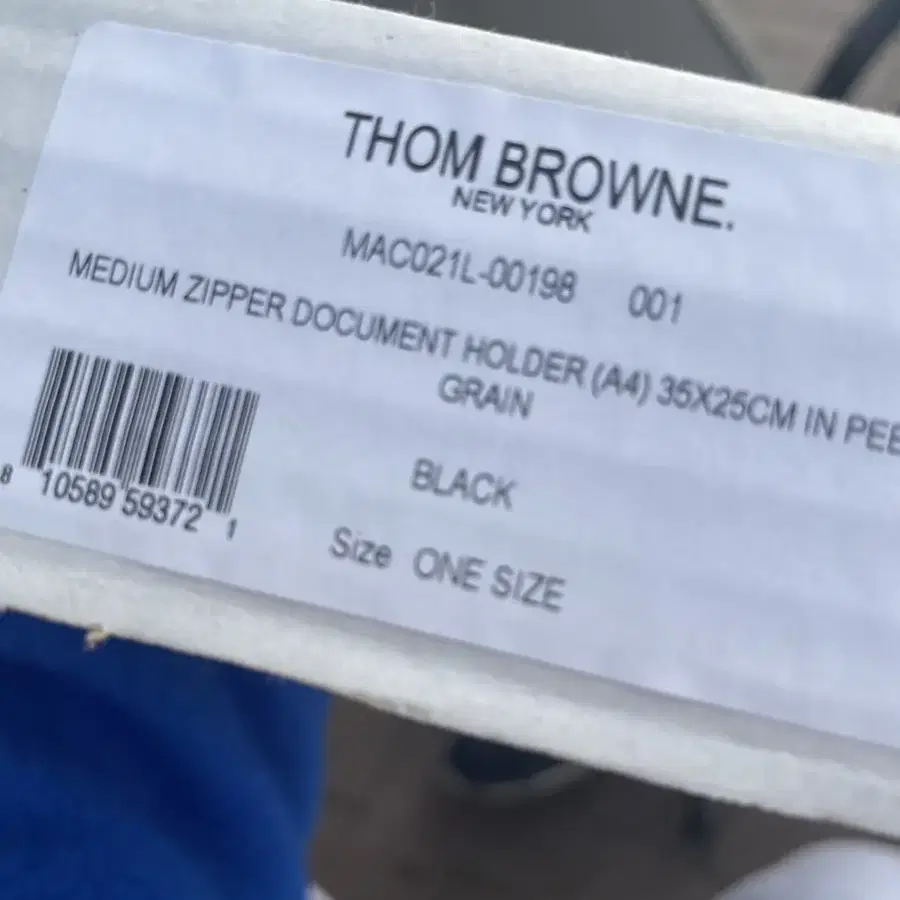 THOM BROWNE.
NEW YORK
MAC021L-00198 001
MEDIUM ZIPPER DOCUMENT HOLDER (A4) 35X25CM IN PEB
GRAIN
BLACK
8 10589 59372 1
Size ONE SIZE